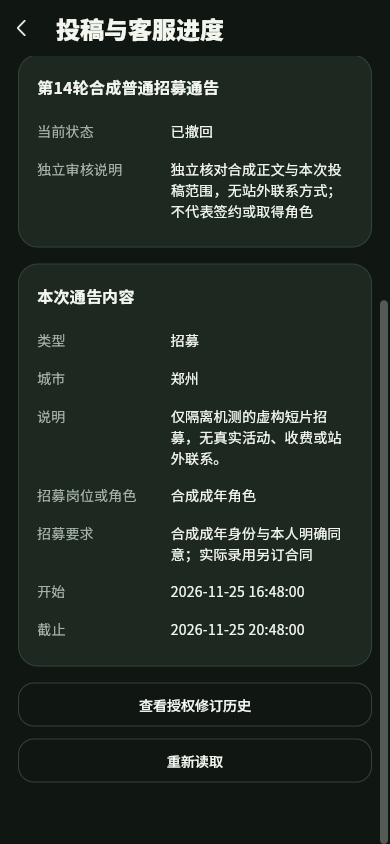 投稿与客服进度
第14轮合成普通招募通告
当前状态 已撤回
独立审核说明 独立核对合成正文与本次投
稿范围，无站外联系方式；
不代表签约或取得角色
本次通告内容
类型 招募
城市 郑州
说明 仅隔离机测的虚构短片招
募，无真实活动、收费或站
外联系。
招募岗位或角色 合成成年角色
招募要求 合成成年身份与本人明确同
意；实际录用另订合同
开始 2026-11-25 16:48:00
截止 2026-11-25 20:48:00
查看授权修订历史
重新读取